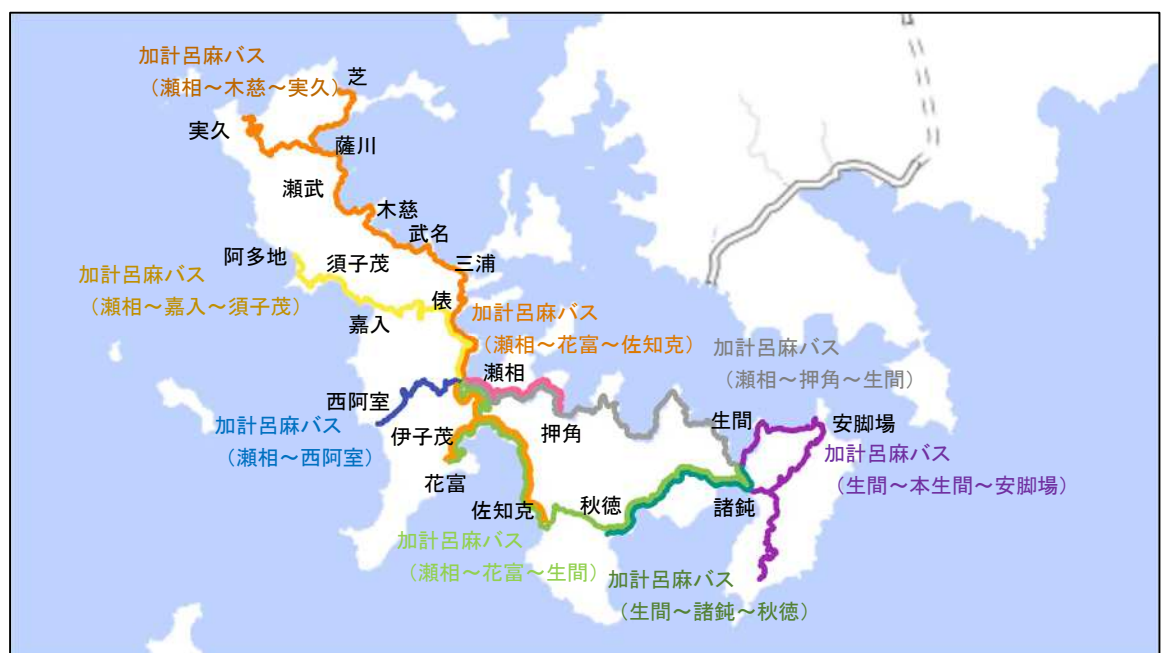 加計呂麻バス
（瀬相～木慈～実久）
芝
実久
薩川
瀬武
木慈
武名
阿多地
須子茂
三浦
加計呂麻バス
（瀬相～嘉入～須子茂）
俵
嘉入
加計呂麻バス
（瀬相～花富～佐知克）
加計呂麻バス
（瀬相～押角～生間）
瀬相
西阿室
加計呂麻バス
（瀬相～西阿室）
伊子茂
押角
生間
安脚場
加計呂麻バス
（生間～本生間～安脚場）
花富
佐知克
秋徳
諸鈍
加計呂麻バス
（瀬相～花富～生間）
加計呂麻バス
（生間～諸鈍～秋徳）